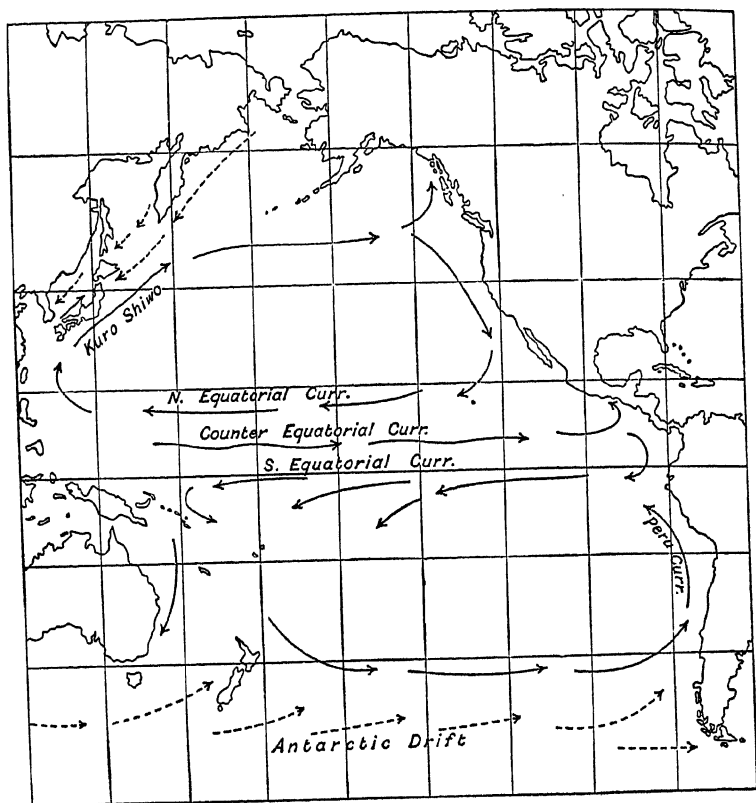 Kuro Shiwo
N. Equatorial Curr.
Counter Equatorial Curr.
S. Equatorial Curr.
Peru Curr.
Antarctic Drift